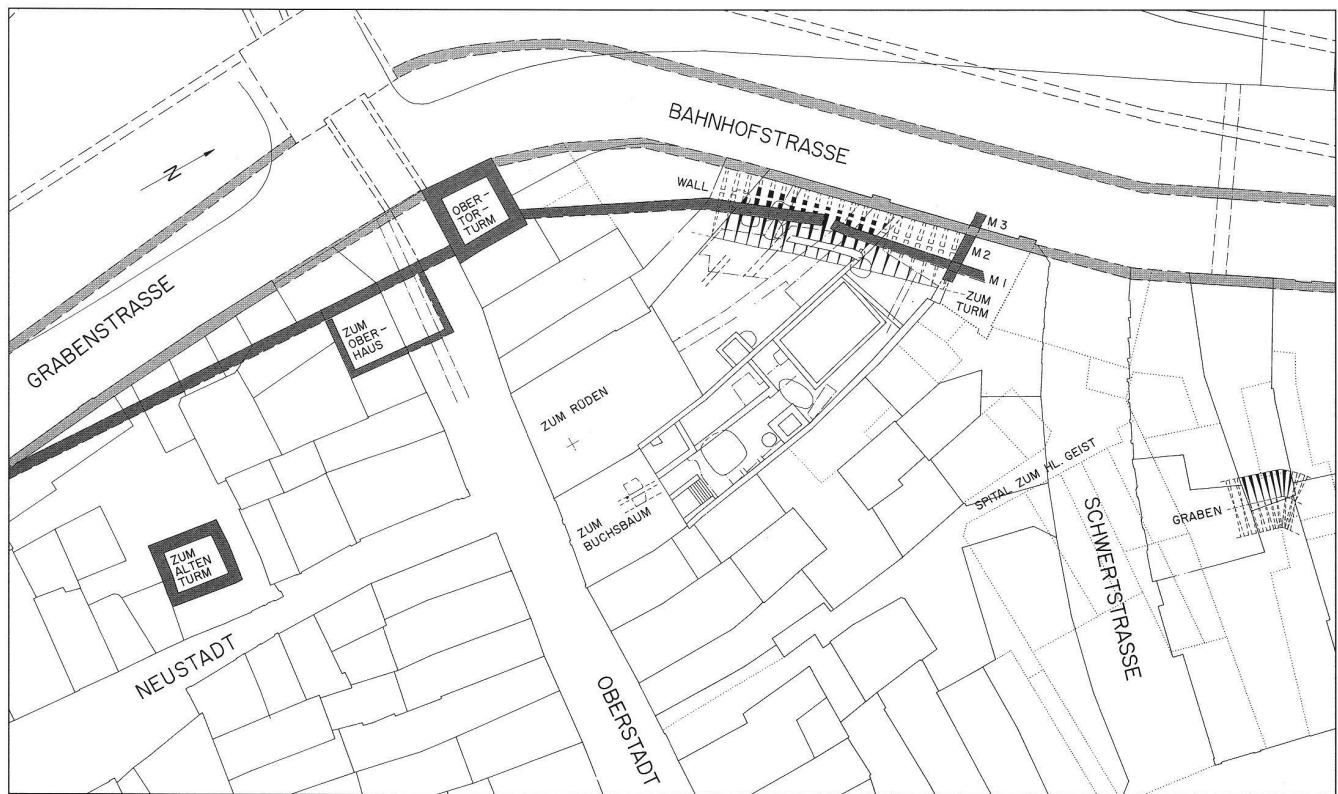 BAHNHOFSTRASSE
N
WALL
OBER-
TOR-
TURM
M 3
M 2
M 1
ZUM
TURM
GRABENSTRASSE
ZUM
OBER-
HAUS
ZUM RÜDEN
SPITAL ZUM HL. GEIST
GRABEN
ZUM
BUCHSBAUM
SCHWERTSTRASSE
ZUM
ALTEN
TURM
NEUSTADT
OBERSTADT